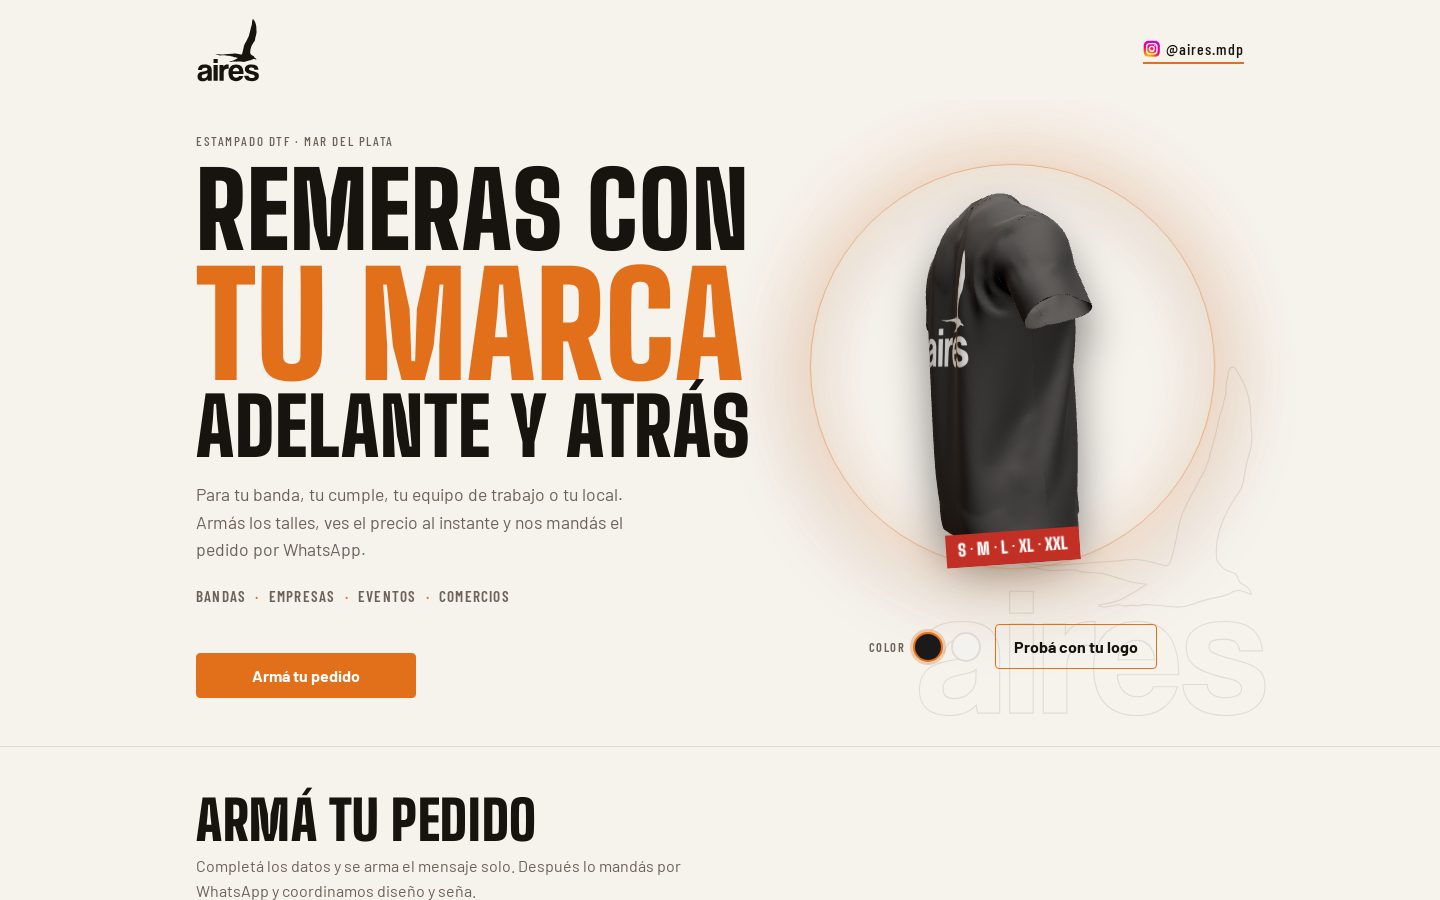 aires
@aires.mdp
ESTAMPADO DTF · MAR DEL PLATA
REMERAS CON
TU MARCA
ADELANTE Y ATRÁS
Para tu banda, tu cumple, tu equipo de trabajo o tu local.
Armás los talles, ves el precio al instante y nos mandás el
pedido por WhatsApp.
BANDAS · EMPRESAS · EVENTOS · COMERCIOS
Armá tu pedido
aires
S · M · L · XL · XXL
COLOR
Probá con tu logo
aires
ARMÁ TU PEDIDO
Completá los datos y se arma el mensaje solo. Después lo mandás por
WhatsApp y coordinamos diseño y seña.